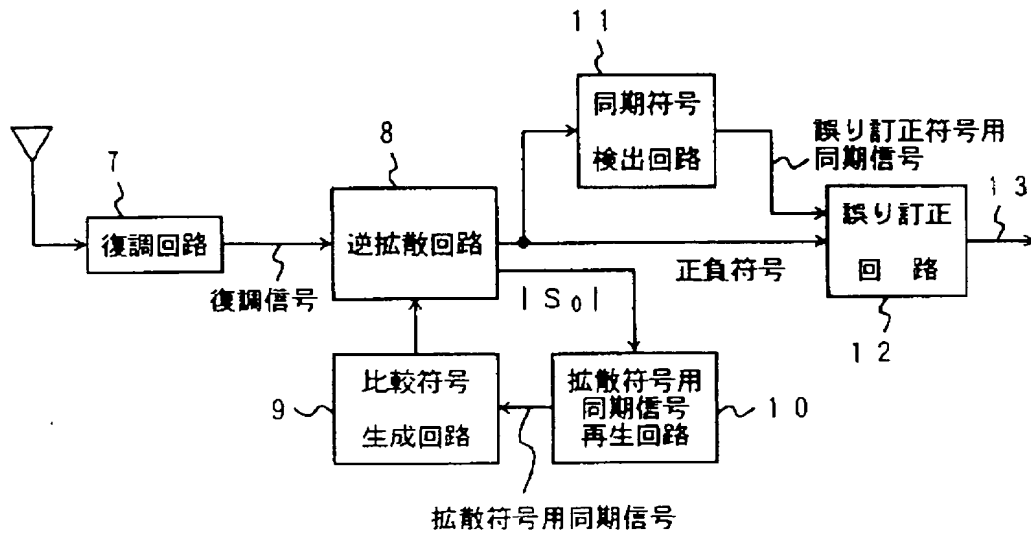 11
同期符号
検出回路
誤り訂正符号用
同期信号
8
7
13
復調回路
逆拡散回路
誤り訂正
回路
復調信号
正負符号
|S₀|
12
9
比較符号
生成回路
拡散符号用
同期信号
再生回路
10
拡散符号用同期信号